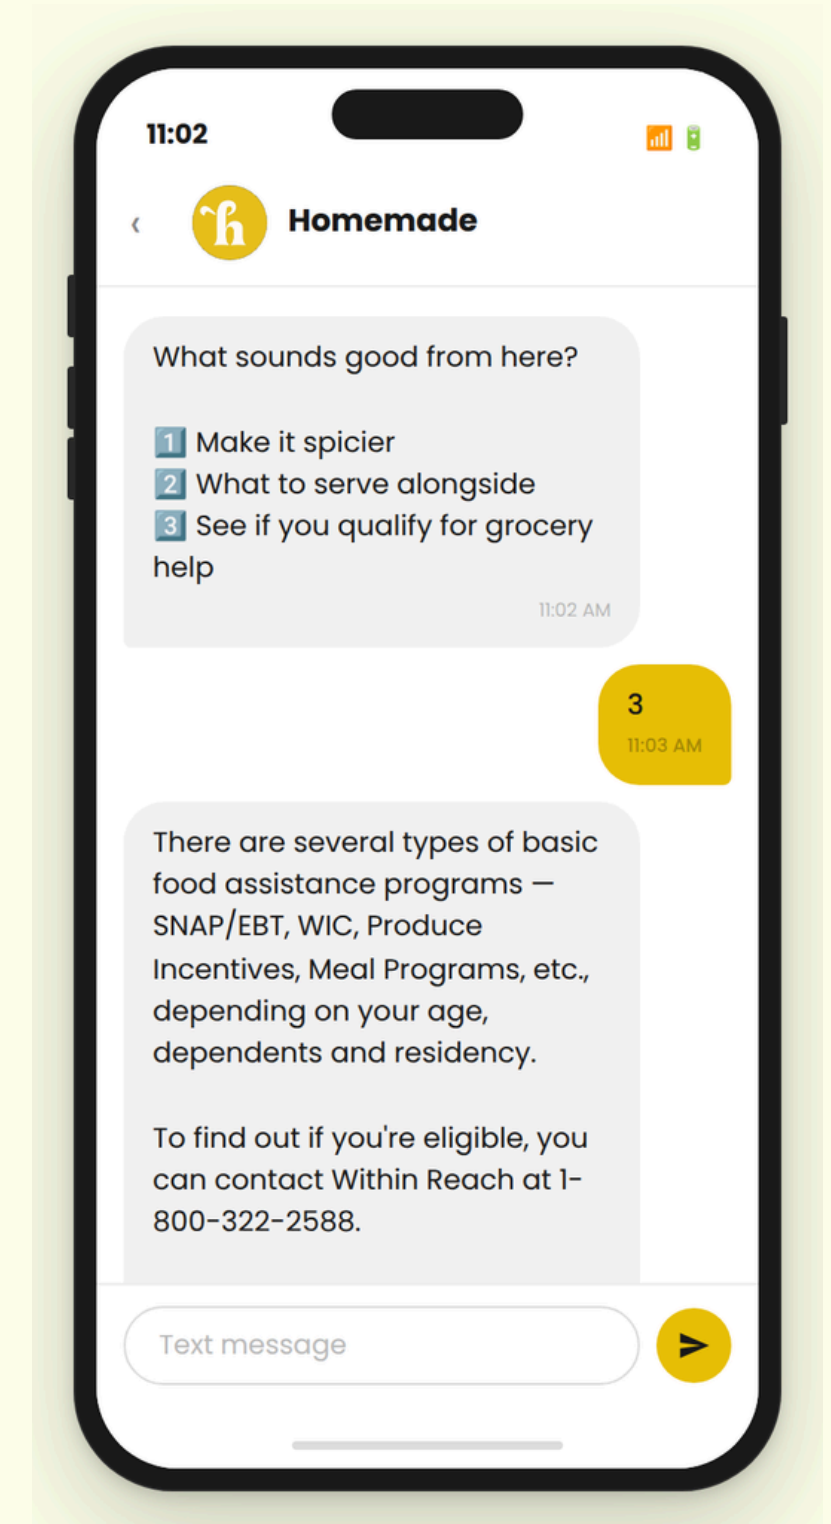 11:02
‹
h
Homemade
What sounds good from here?
1️⃣ Make it spicier
2️⃣ What to serve alongside
3️⃣ See if you qualify for grocery
help
11:02 AM
3
11:03 AM
There are several types of basic
food assistance programs —
SNAP/EBT, WIC, Produce
Incentives, Meal Programs, etc.,
depending on your age,
dependents and residency.
To find out if you're eligible, you
can contact Within Reach at 1-
800-322-2588.
Text message